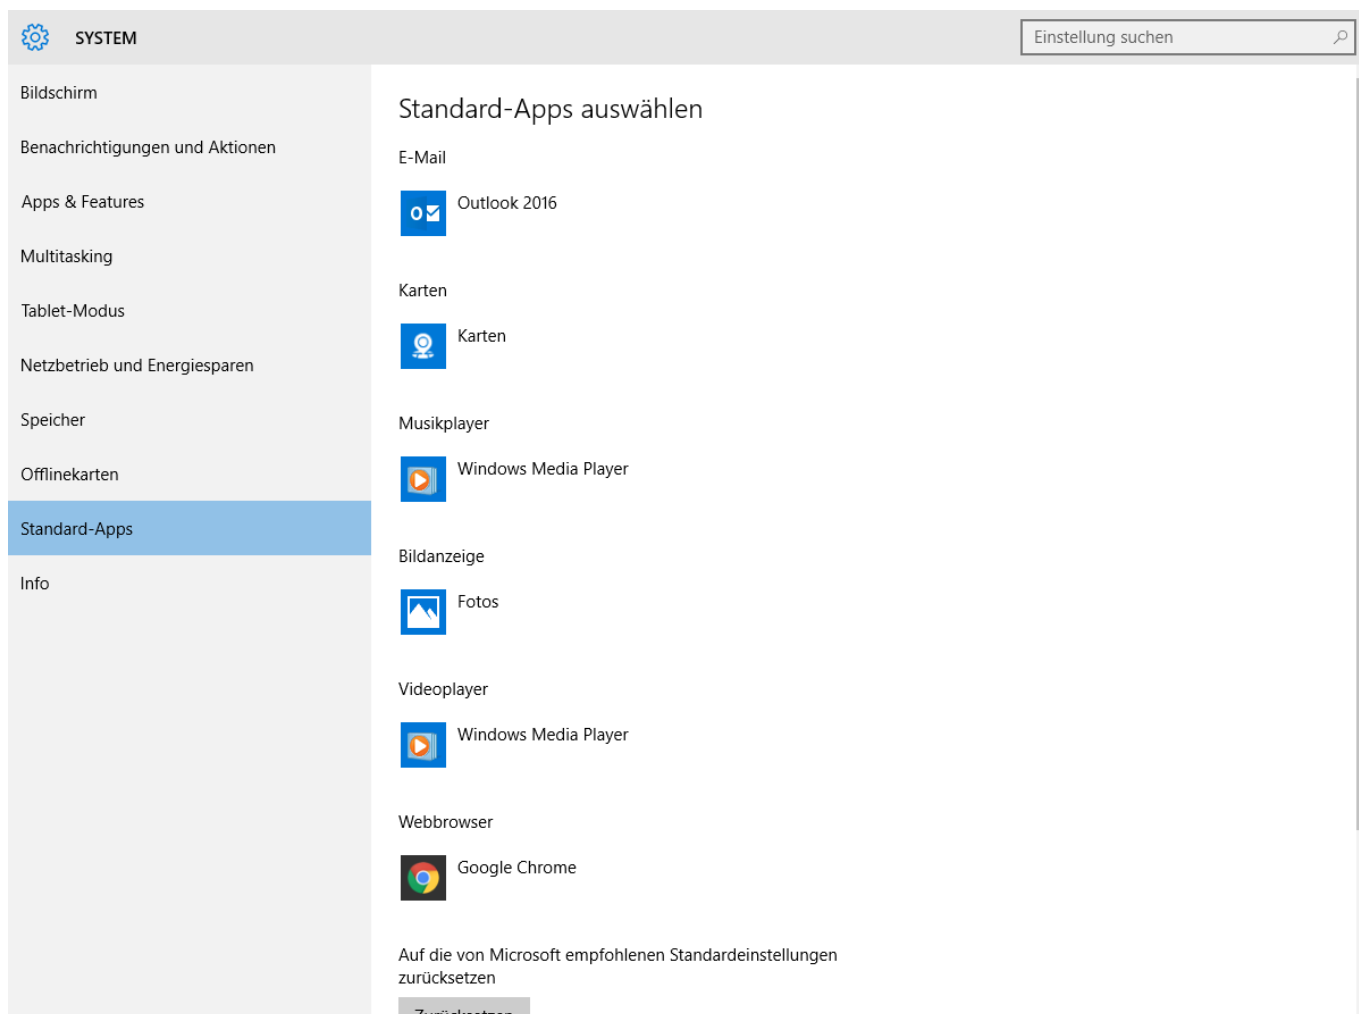 SYSTEM
Einstellung suchen
Bildschirm
Benachrichtigungen und Aktionen
Apps & Features
Multitasking
Tablet-Modus
Netzbetrieb und Energiesparen
Speicher
Offlinekarten
Standard-Apps
Info
Standard-Apps auswählen
E-Mail
Outlook 2016
Karten
Karten
Musikplayer
Windows Media Player
Bildanzeige
Fotos
Videoplayer
Windows Media Player
Webbrowser
Google Chrome
Auf die von Microsoft empfohlenen Standardeinstellungen
zurücksetzen
Zurücksetzen